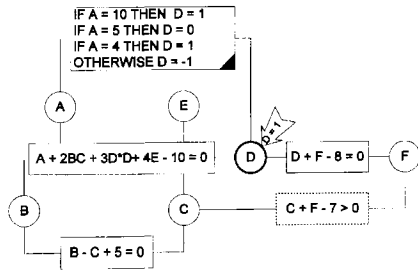 IF A = 10 THEN D = 1
IF A = 5 THEN D = 0
IF A = 4 THEN D = 1
OTHERWISE D = -1
A
E
D = 1
A + 2BC + 3D*D+ 4E - 10 = 0
D
D + F - 8 = 0
F
B
C
C + F - 7 > 0
B - C + 5 = 0